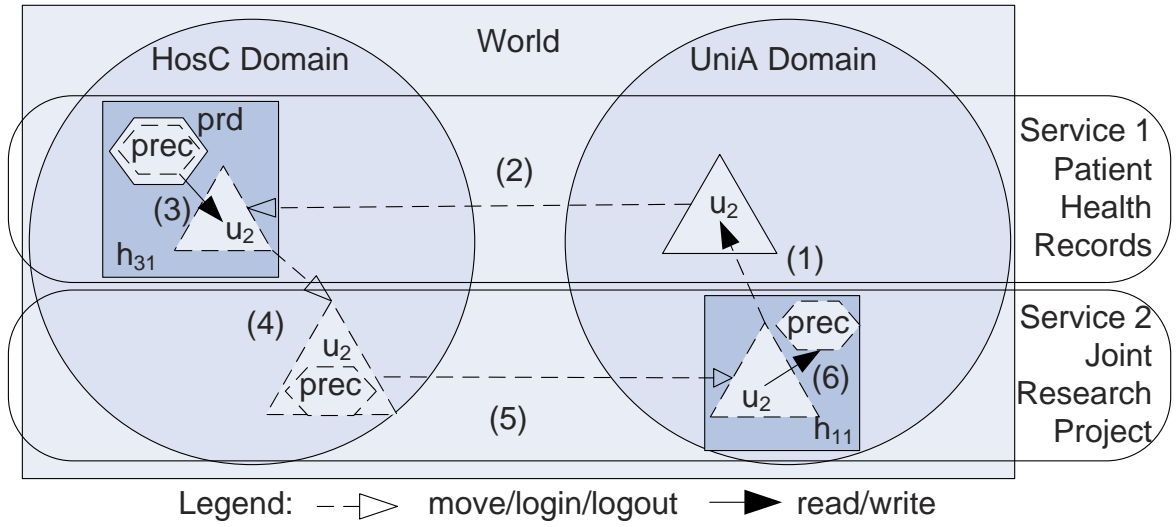 World
HosC Domain
UniA Domain
prd
prec
(3)
u2
h31
(2)
u2
(1)
Service 1
Patient
Health
Records
(4)
u2
prec
(5)
prec
(6)
u2
h11
Service 2
Joint
Research
Project
Legend: move/login/logout read/write